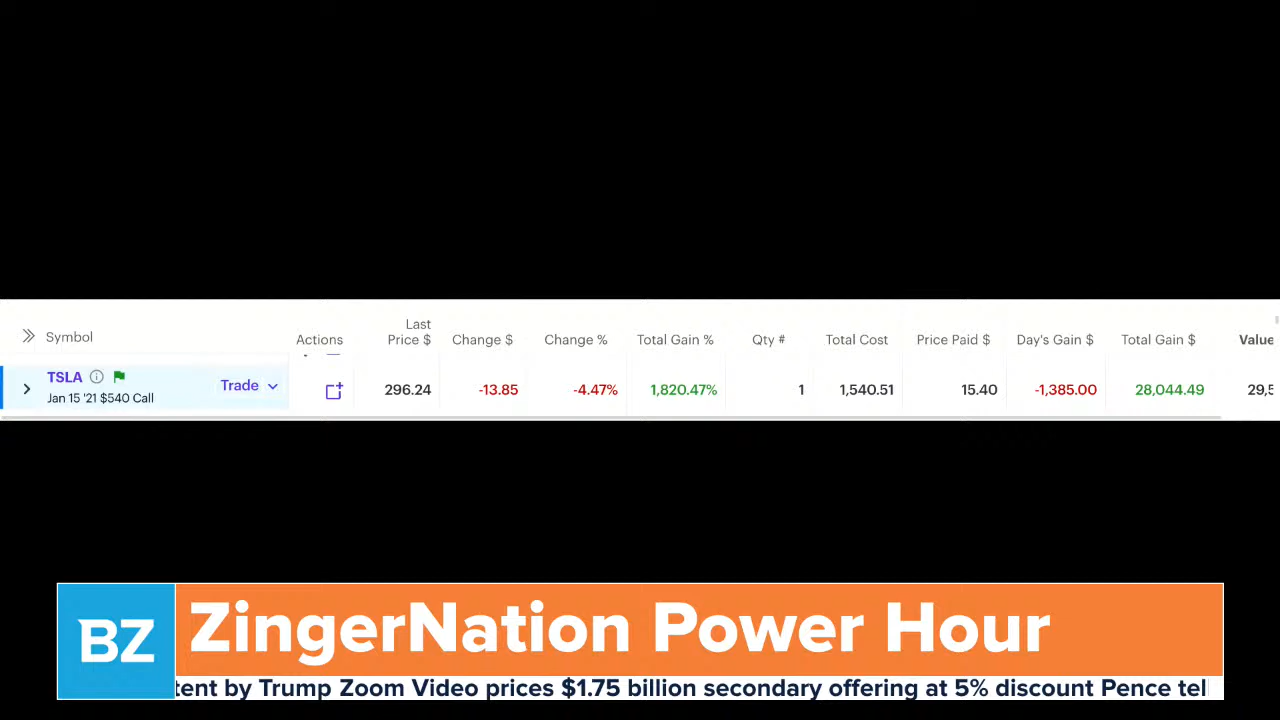 Symbol Actions Last Price $ Change $ Change % Total Gain % Qty # Total Cost Price Paid $ Day's Gain $ Total Gain $ Value
TSLA Trade 296.24 -13.85 -4.47% 1,820.47% 1 1,540.51 15.40 -1,385.00 28,044.49 29,5
Jan 15 '21 $540 Call
BZ ZingerNation Power Hour
tent by Trump Zoom Video prices $1.75 billion secondary offering at 5% discount Pence tel